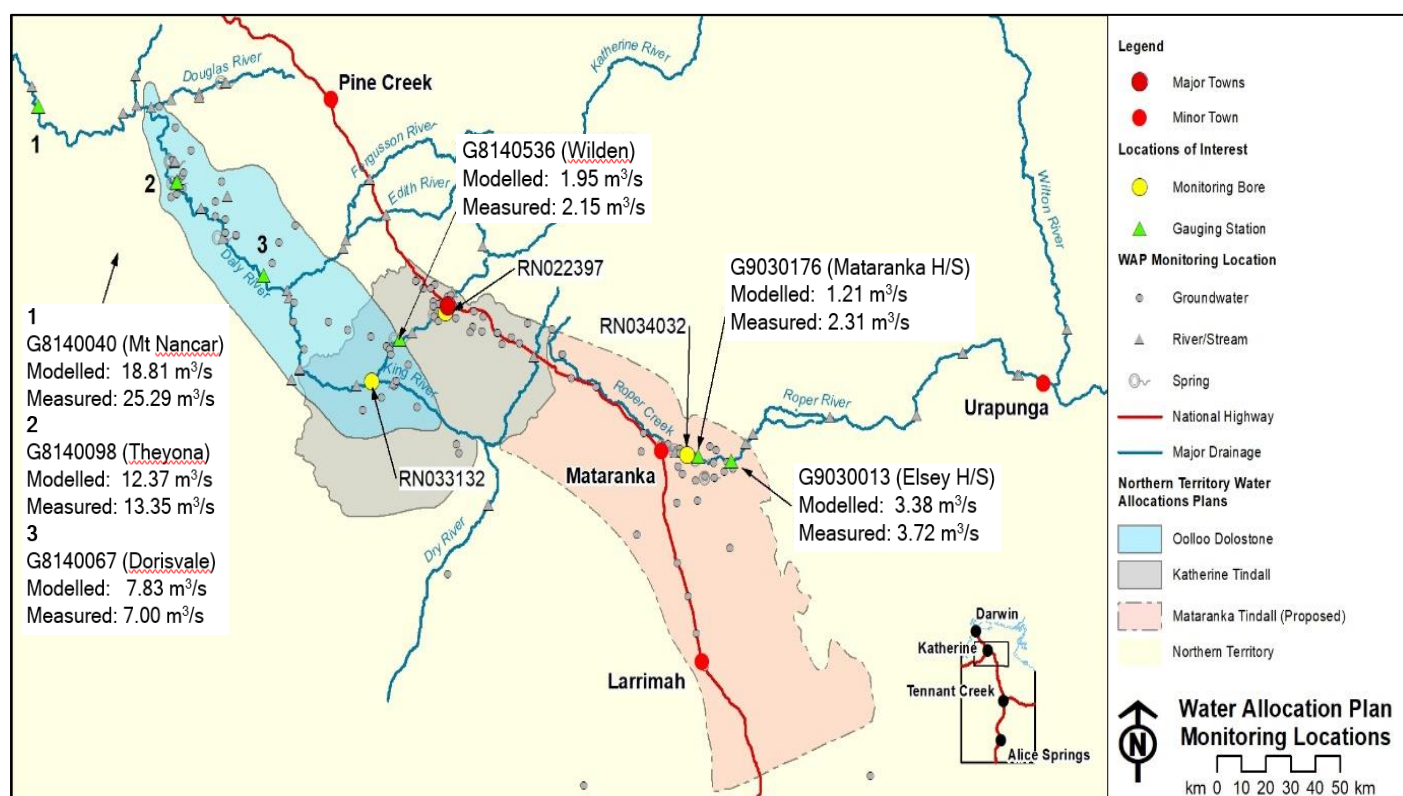 Douglas River
Pine Creek
Katherine River
1
Fergusson River
Edith River
G8140536 (Wilden)
Modelled: 1.95 m³/s
Measured: 2.15 m³/s
2
3
Daly River
RN022397
G9030176 (Mataranka H/S)
Modelled: 1.21 m³/s
Measured: 2.31 m³/s
Wilton River
RN034032
1
G8140040 (Mt Nancar)
Modelled: 18.81 m³/s
Measured: 25.29 m³/s
2
G8140098 (Theyona)
Modelled: 12.37 m³/s
Measured: 13.35 m³/s
3
G8140067 (Dorisvale)
Modelled: 7.83 m³/s
Measured: 7.00 m³/s
King River
RN033132
Roper Creek
Roper River
Urapunga
Mataranka
G9030013 (Elsey H/S)
Modelled: 3.38 m³/s
Measured: 3.72 m³/s
Dry River
Larrimah
Darwin
Katherine
Tennant Creek
Alice Springs
Legend
Major Towns
Minor Town
Locations of Interest
Monitoring Bore
Gauging Station
WAP Monitoring Location
Groundwater
River/Stream
Spring
National Highway
Major Drainage
Northern Territory Water
Allocations Plans
Oolloo Dolostone
Katherine Tindall
Mataranka Tindall (Proposed)
Northern Territory
N
Water Allocation Plan
Monitoring Locations
km 0 10 20 30 40 50 km